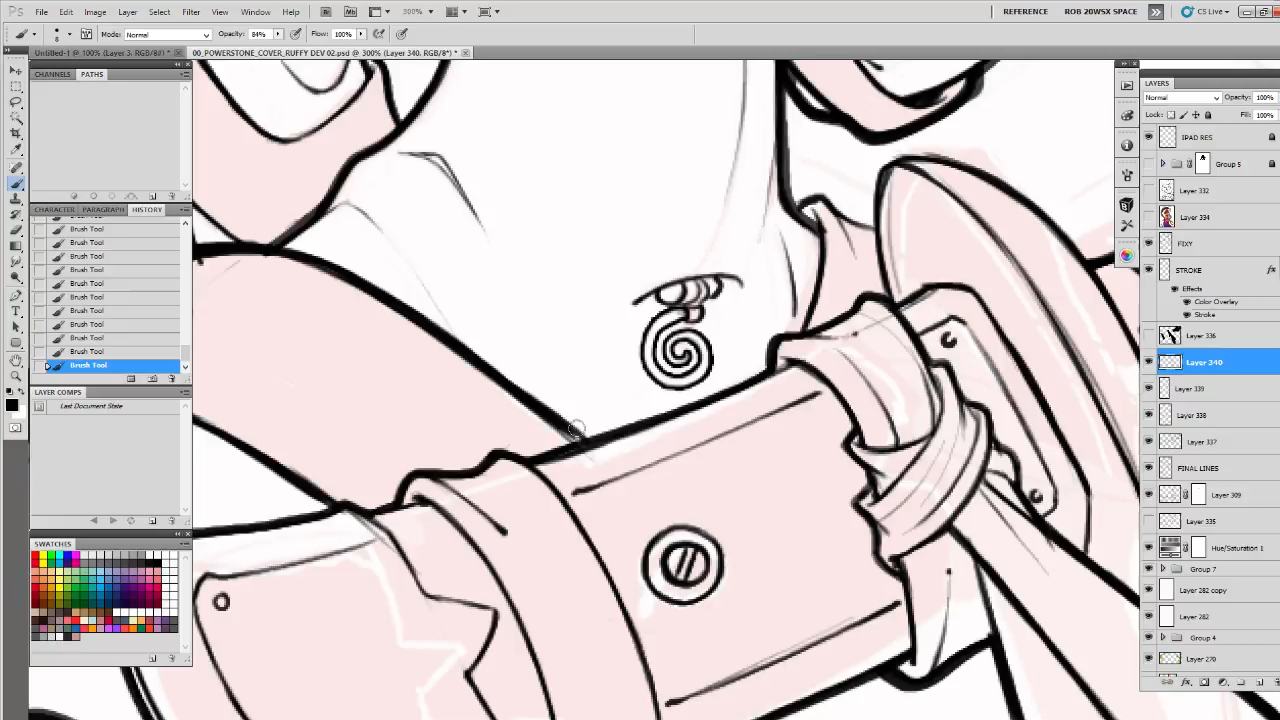 Ps File Edit Image Layer Select Filter View Window Help Br Mb 300% REFERENCE ROB 20WSX SPACE CS Live
8 Mode: Normal Opacity: 84% Flow: 100%
Untitled-1 @ 100% (Layer 3, RGB/8#) * 00_POWERSTONE_COVER_RUFFY DEV 02.psd @ 300% (Layer 340, RGB/8*) *
CHANNELS PATHS
CHARACTER PARAGRAPH HISTORY
Brush Tool
Brush Tool
Brush Tool
Brush Tool
Brush Tool
Brush Tool
Brush Tool
Brush Tool
Brush Tool
Brush Tool
Brush Tool
LAYER COMPS
Last Document State
SWATCHES
LAYERS
Normal Opacity: 100%
Lock: Fill: 100%
IPAD RES
Group 5
Layer 332
Layer 334
FIXY
STROKE fx
Effects
Color Overlay
Stroke
Layer 336
Layer 340
Layer 339
Layer 338
Layer 337
FINAL LINES
Layer 309
Layer 335
Hue/Saturation 1
Group 7
Layer 282 copy
Layer 282
Group 4
Layer 270